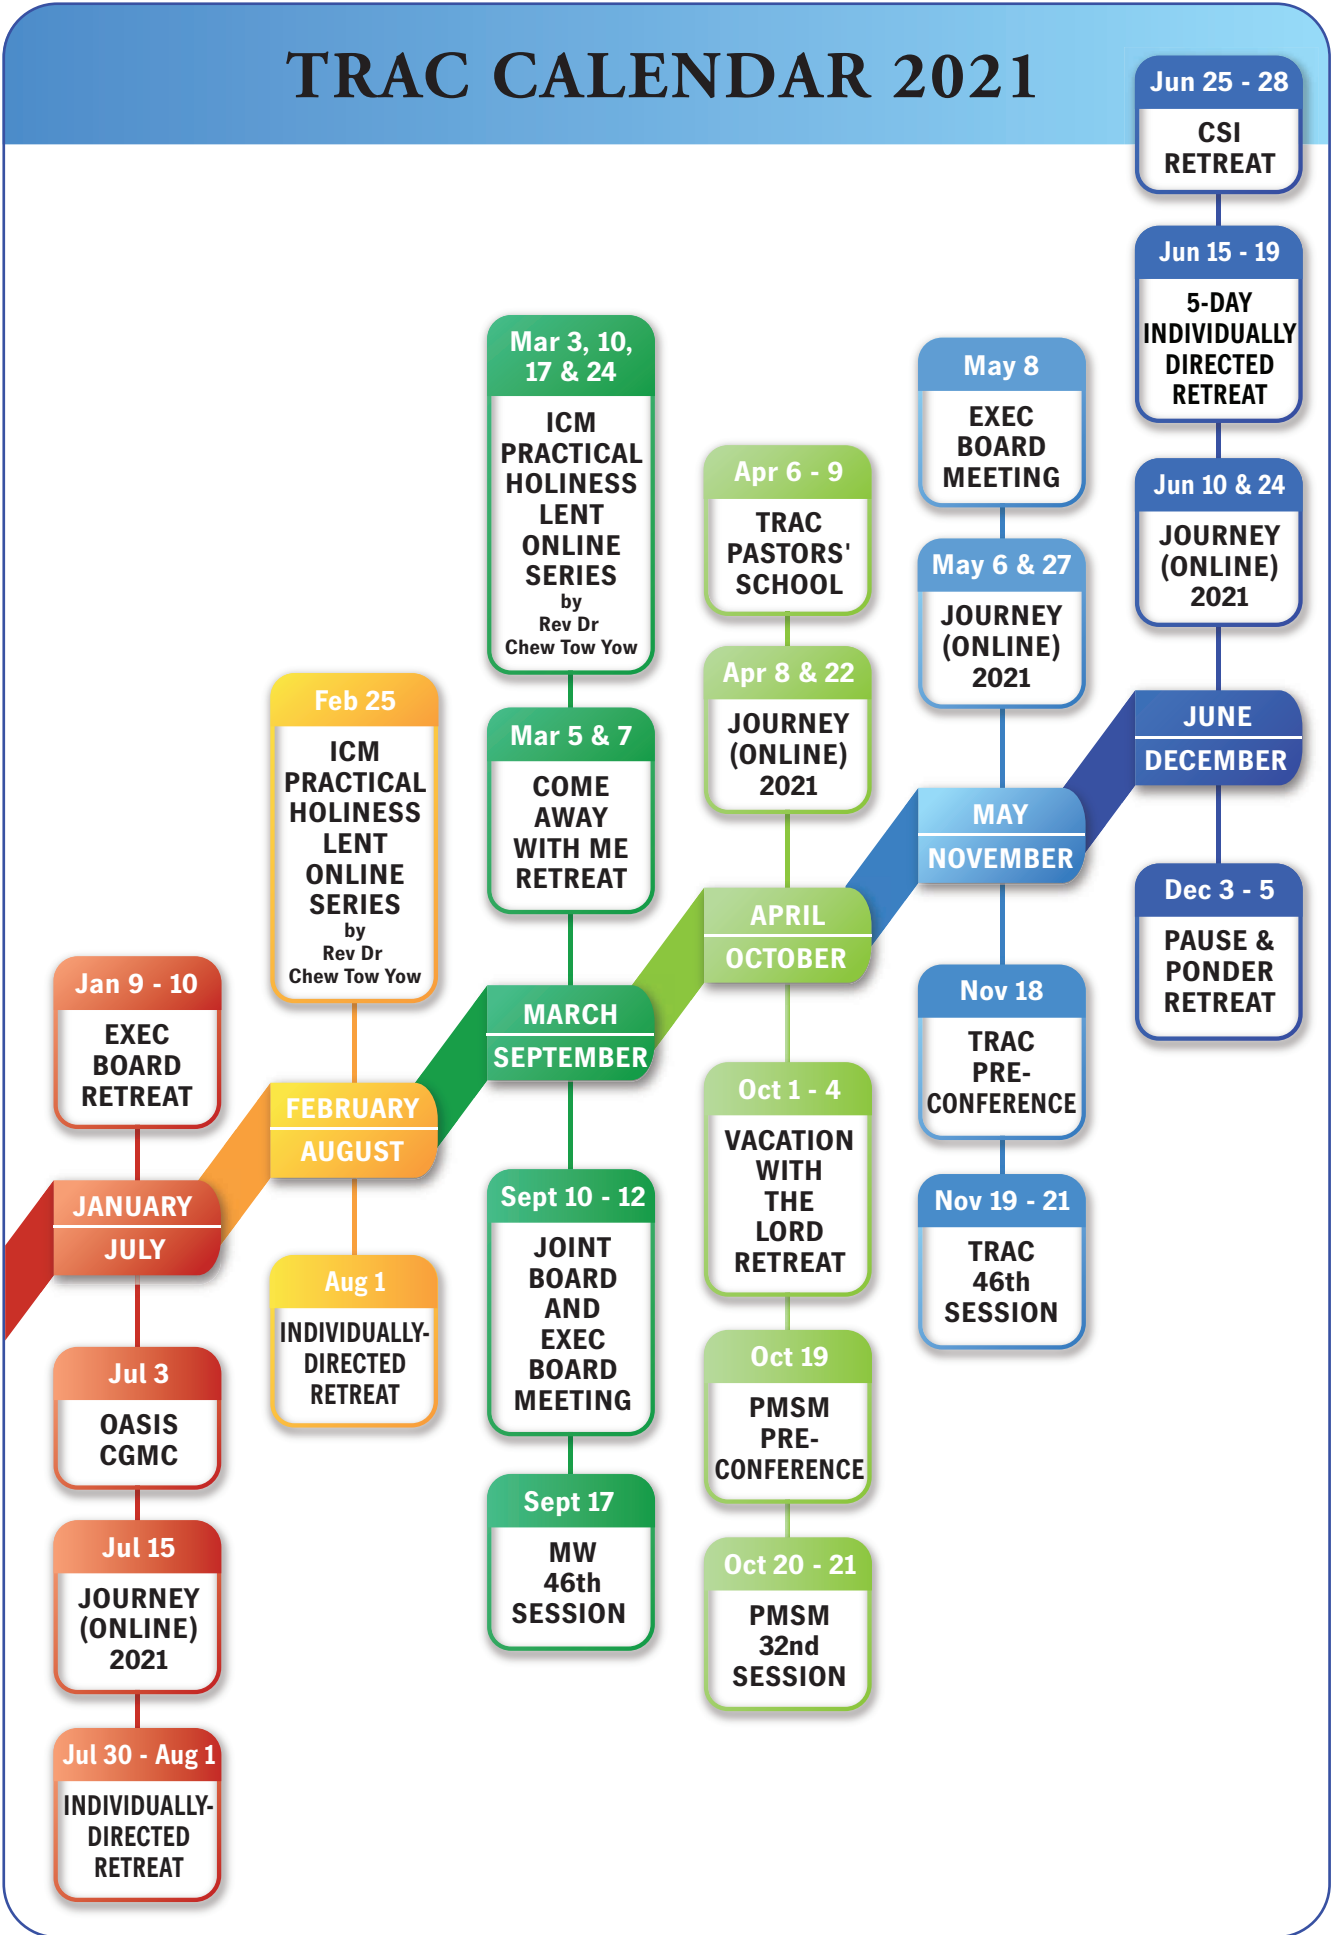 TRAC CALENDAR 2021
Jan 9 - 10
EXEC
BOARD
RETREAT
JANUARY
JULY
Jul 3
OASIS
CGMC
Jul 15
JOURNEY
(ONLINE)
2021
Jul 30 - Aug 1
INDIVIDUALLY-
DIRECTED
RETREAT
Feb 25
ICM
PRACTICAL
HOLINESS
LENT
ONLINE
SERIES
by
Rev Dr
Chew Tow Yow
FEBRUARY
AUGUST
Aug 1
INDIVIDUALLY-
DIRECTED
RETREAT
Mar 3, 10,
17 & 24
ICM
PRACTICAL
HOLINESS
LENT
ONLINE
SERIES
by
Rev Dr
Chew Tow Yow
Mar 5 & 7
COME
AWAY
WITH ME
RETREAT
MARCH
SEPTEMBER
Sept 10 - 12
JOINT
BOARD
AND
EXEC
BOARD
MEETING
Sept 17
MW
46th
SESSION
Apr 6 - 9
TRAC
PASTORS'
SCHOOL
Apr 8 & 22
JOURNEY
(ONLINE)
2021
APRIL
OCTOBER
Oct 1 - 4
VACATION
WITH
THE
LORD
RETREAT
Oct 19
PMSM
PRE-
CONFERENCE
Oct 20 - 21
PMSM
32nd
SESSION
May 8
EXEC
BOARD
MEETING
May 6 & 27
JOURNEY
(ONLINE)
2021
MAY
NOVEMBER
Nov 18
TRAC
PRE-
CONFERENCE
Nov 19 - 21
TRAC
46th
SESSION
Jun 25 - 28
CSI
RETREAT
Jun 15 - 19
5-DAY
INDIVIDUALLY
DIRECTED
RETREAT
Jun 10 & 24
JOURNEY
(ONLINE)
2021
JUNE
DECEMBER
Dec 3 - 5
PAUSE &
PONDER
RETREAT